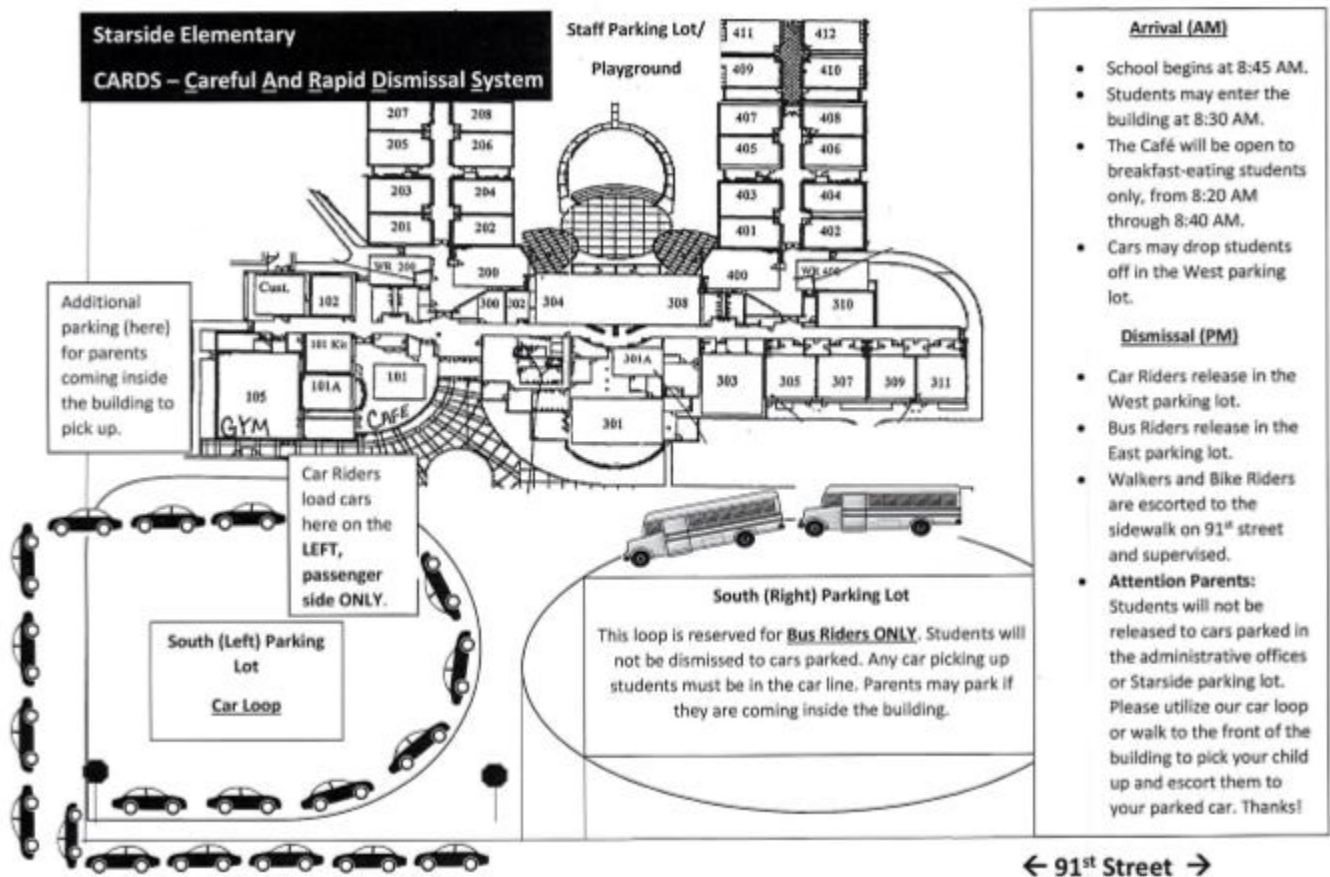 Starside Elementary
CARDS – Careful And Rapid Dismissal System
Staff Parking Lot/
Playground
411
412
409
410
207
208
407
408
205
206
405
406
203
204
403
404
201
202
401
402
WR 200
200
400
WR 400
Cust.
102
300
302
304
308
310
101 Kit
301A
105
101A
101
303
305
307
309
311
GYM
CAFE
301
Additional
parking (here)
for parents
coming inside
the building to
pick up.
Car Riders
load cars
here on the
LEFT,
passenger
side ONLY.
South (Left) Parking
Lot
Car Loop
South (Right) Parking Lot
This loop is reserved for Bus Riders ONLY. Students will
not be dismissed to cars parked. Any car picking up
students must be in the car line. Parents may park if
they are coming inside the building.
Arrival (AM)
• School begins at 8:45 AM.
• Students may enter the
building at 8:30 AM.
• The Café will be open to
breakfast-eating students
only, from 8:20 AM
through 8:40 AM.
• Cars may drop students
off in the West parking
lot.
Dismissal (PM)
• Car Riders release in the
West parking lot.
• Bus Riders release in the
East parking lot.
• Walkers and Bike Riders
are escorted to the
sidewalk on 91st street
and supervised.
• Attention Parents:
Students will not be
released to cars parked in
the administrative offices
or Starside parking lot.
Please utilize our car loop
or walk to the front of the
building to pick your child
up and escort them to
your parked car. Thanks!
← 91st Street →